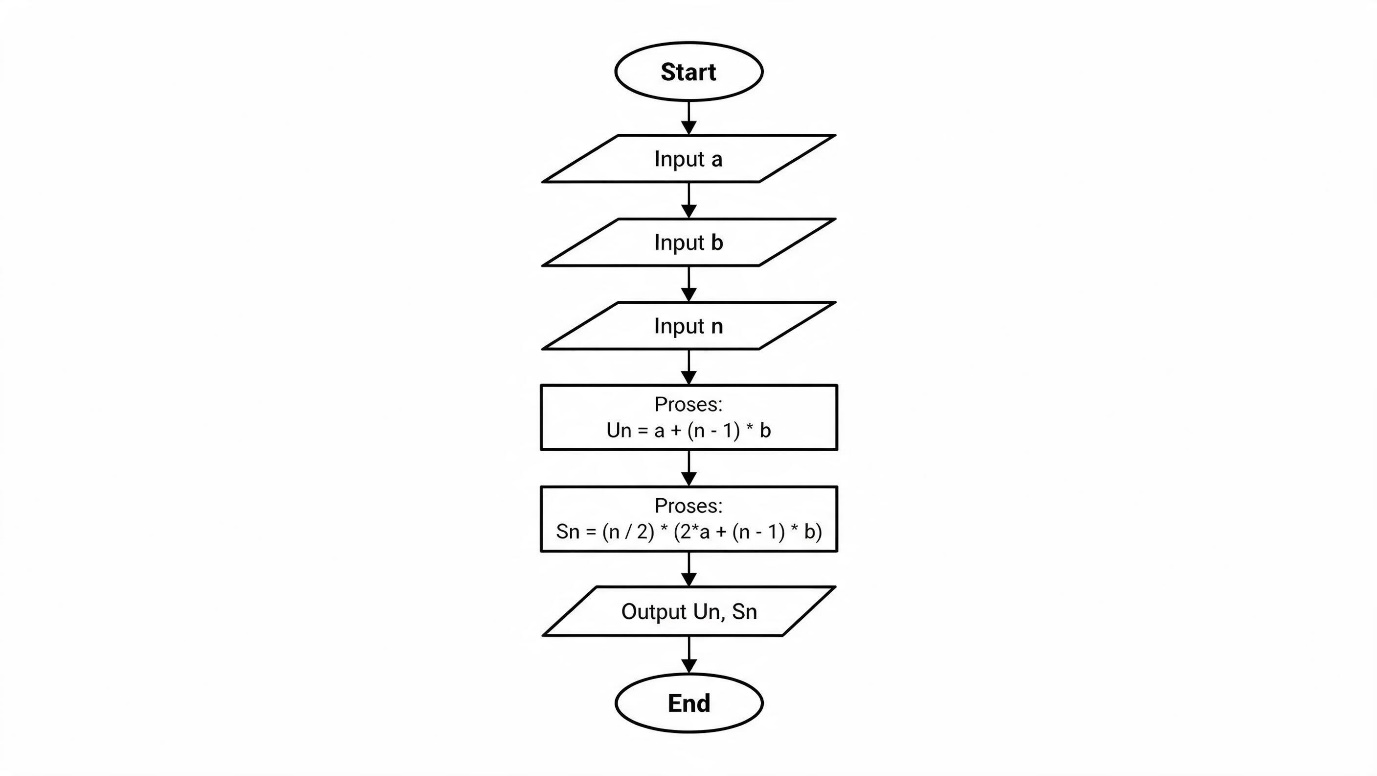 Start
Input a
Input b
Input n
Proses:
Un = a + (n - 1) * b
Proses:
Sn = (n / 2) * (2*a + (n - 1) * b)
Output Un, Sn
End